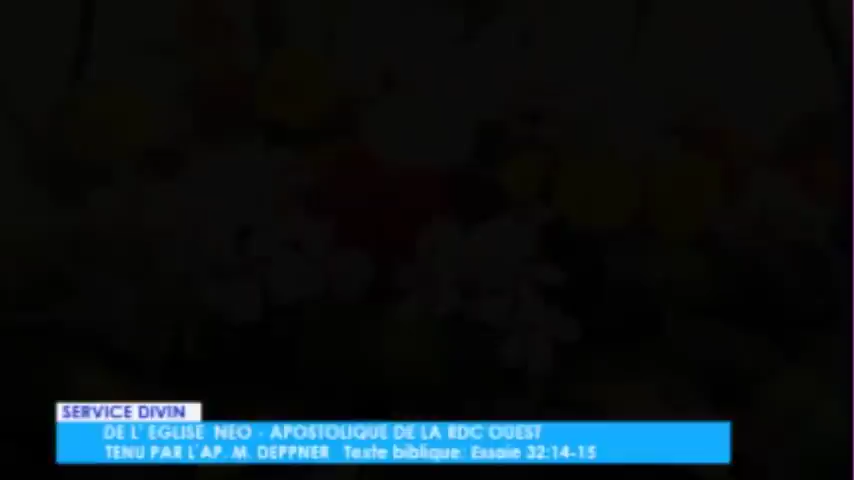 SERVICE DIVIN
DE L' EGLISE NEO - APOSTOLIQUE DE LA RDC OUEST
TENU PAR L'AP. M. DEPPNER Texte biblique: Essaie 32:14-15